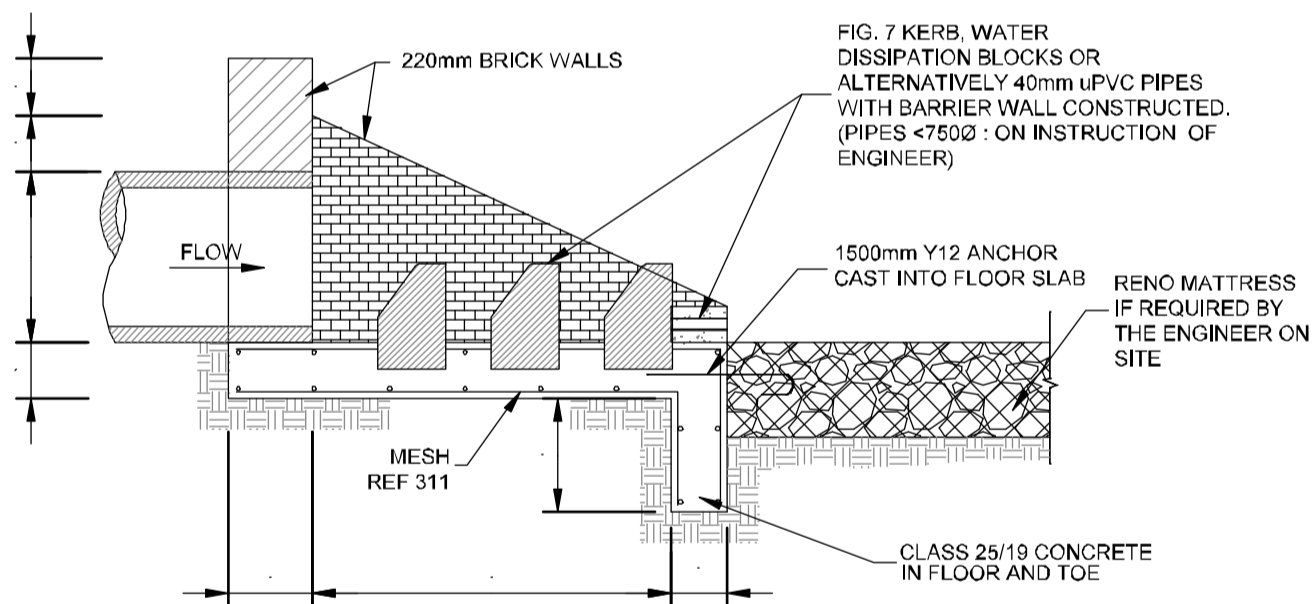 220mm BRICK WALLS
FIG. 7 KERB, WATER
DISSIPATION BLOCKS OR
ALTERNATIVELY 40mm uPVC PIPES
WITH BARRIER WALL CONSTRUCTED.
(PIPES <750Ø : ON INSTRUCTION OF
ENGINEER)
FLOW
1500mm Y12 ANCHOR
CAST INTO FLOOR SLAB
RENO MATTRESS
IF REQUIRED BY
THE ENGINEER ON
SITE
MESH
REF 311
CLASS 25/19 CONCRETE
IN FLOOR AND TOE